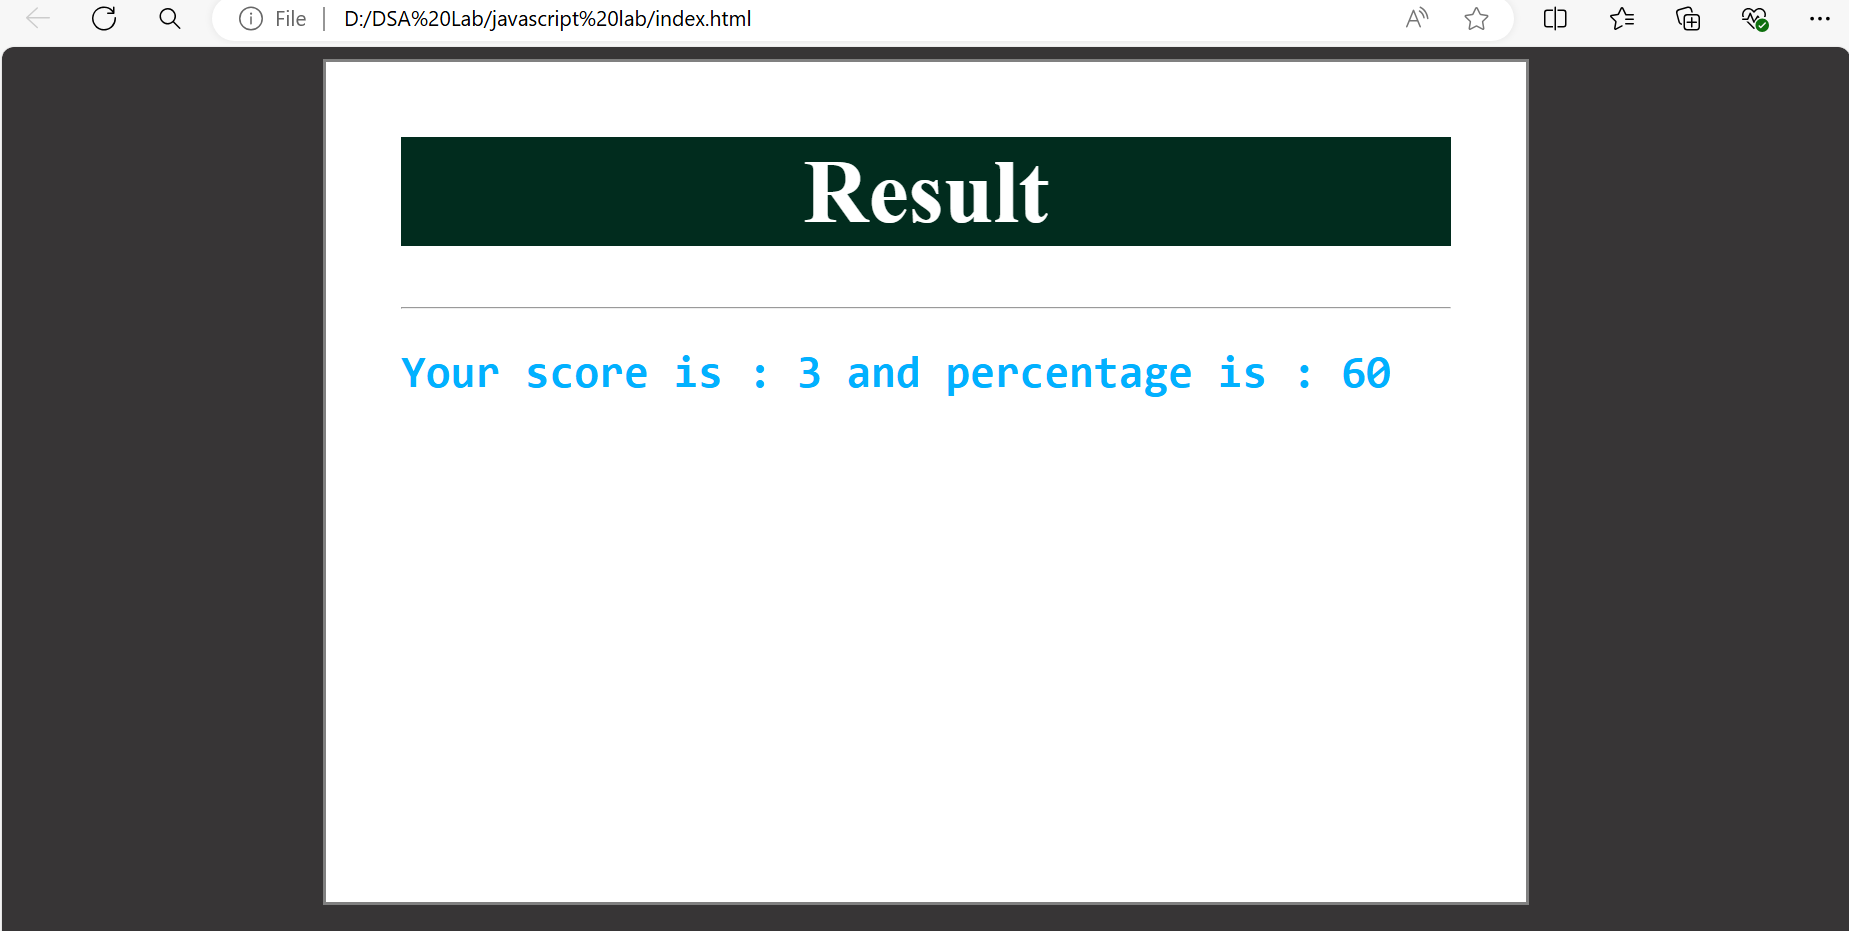 File D:/DSA%20Lab/javascript%20lab/index.html
Result
Your score is : 3 and percentage is : 60